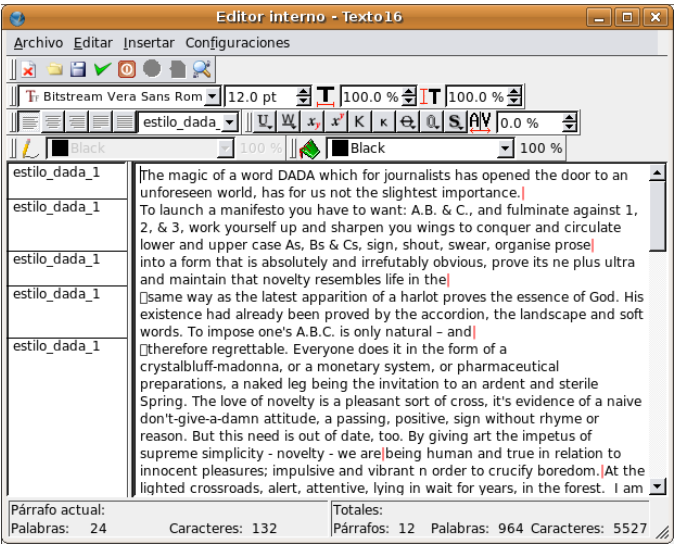 Editor interno - Texto16
Archivo Editar Insertar Configuraciones
Bitstream Vera Sans Rom 12.0 pt 100.0 % 100.0 %
estilo_dada_ 0.0 %
Black 100 % Black 100 %
estilo_dada_1
The magic of a word DADA which for journalists has opened the door to an
unforeseen world, has for us not the slightest importance.
estilo_dada_1
To launch a manifesto you have to want: A.B. & C., and fulminate against 1,
2, & 3, work yourself up and sharpen you wings to conquer and circulate
lower and upper case As, Bs & Cs, sign, shout, swear, organise prose
estilo_dada_1
into a form that is absolutely and irrefutably obvious, prove its ne plus ultra
and maintain that novelty resembles life in the
estilo_dada_1
same way as the latest apparition of a harlot proves the essence of God. His
existence had already been proved by the accordion, the landscape and soft
words. To impose one's A.B.C. is only natural – and
estilo_dada_1
therefore regrettable. Everyone does it in the form of a
crystalbluff-madonna, or a monetary system, or pharmaceutical
preparations, a naked leg being the invitation to an ardent and sterile
Spring. The love of novelty is a pleasant sort of cross, it's evidence of a naive
don't-give-a-damn attitude, a passing, positive, sign without rhyme or
reason. But this need is out of date, too. By giving art the impetus of
supreme simplicity - novelty - we are being human and true in relation to
innocent pleasures; impulsive and vibrant n order to crucify boredom. At the
lighted crossroads, alert, attentive, lying in wait for years, in the forest. I am
Párrafo actual:
Palabras: 24 Caracteres: 132
Totales:
Párrafos: 12 Palabras: 964 Caracteres: 5527